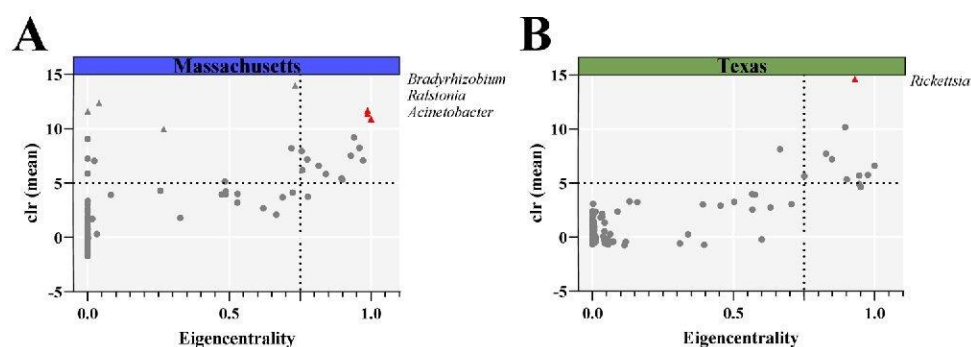 A
Massachusetts
15
10
5
0
-5
clr (mean)
0.0
0.5
1.0
Eigencentrality
Bradyrhizobium
Ralstonia
Acinetobacter
B
Texas
15
10
5
0
-5
clr (mean)
0.0
0.5
1.0
Eigencentrality
Rickettsia